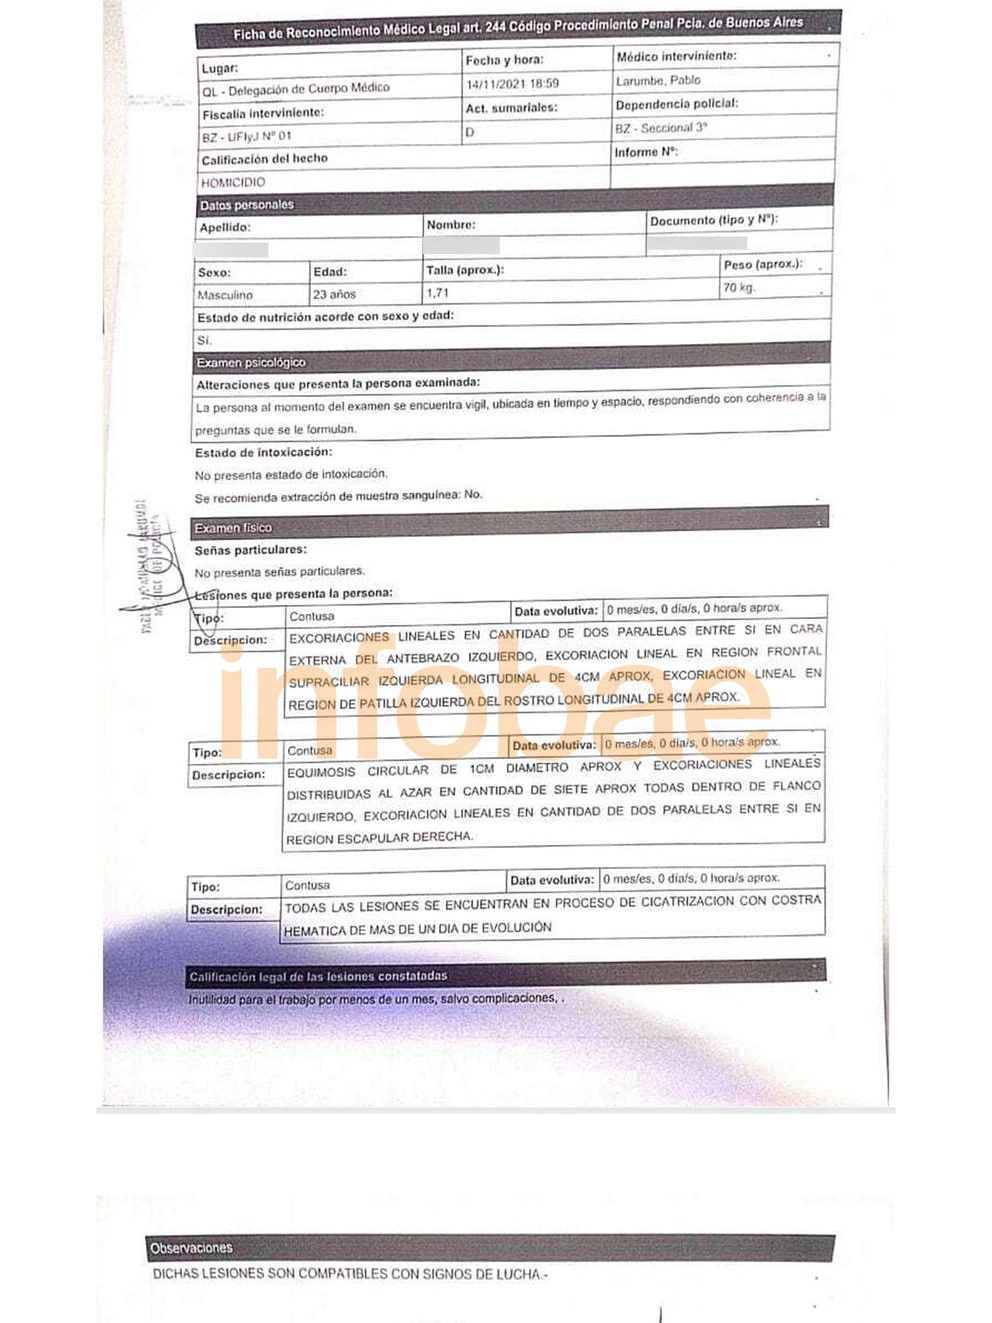 Ficha de Reconocimiento Médico Legal art. 244 Código Procedimiento Penal Pcia. de Buenos Aires
Lugar:
Fecha y hora:
Médico interviniente:
QL - Delegación de Cuerpo Médico
14/11/2021 18:59
Larumbe, Pablo
Fiscalía interviniente:
Act. sumariales:
Dependencia policial:
BZ - UFIyJ Nº 01
D
BZ - Seccional 3ª
Calificación del hecho
Informe Nº:
HOMICIDIO
Datos personales
Apellido:
Nombre:
Documento (tipo y Nº):
Sexo:
Edad:
Talla (aprox.):
Peso (aprox.):
Masculino
23 años
1,71
70 kg.
Estado de nutrición acorde con sexo y edad:
Si.
Examen psicológico
Alteraciones que presenta la persona examinada:
La persona al momento del examen se encuentra vigil, ubicada en tiempo y espacio, respondiendo con coherencia a la
preguntas que se le formulan.
Estado de intoxicación:
No presenta estado de intoxicación.
Se recomienda extracción de muestra sanguínea: No.
Examen físico
Señas particulares:
No presenta señas particulares.
Lesiones que presenta la persona:
Tipo:
Contusa
Data evolutiva:
0 mes/es, 0 día/s, 0 hora/s aprox.
Descripcion:
EXCORIACIONES LINEALES EN CANTIDAD DE DOS PARALELAS ENTRE SI EN CARA
EXTERNA DEL ANTEBRAZO IZQUIERDO, EXCORIACION LINEAL EN REGION FRONTAL
SUPRACILIAR IZQUIERDA LONGITUDINAL DE 4CM APROX, EXCORIACION LINEAL EN
REGION DE PATILLA IZQUIERDA DEL ROSTRO LONGITUDINAL DE 4CM APROX.
infobae
Tipo:
Contusa
Data evolutiva:
0 mes/es, 0 día/s, 0 hora/s aprox.
Descripcion:
EQUIMOSIS CIRCULAR DE 1CM DIAMETRO APROX Y EXCORIACIONES LINEALES
DISTRIBUIDAS AL AZAR EN CANTIDAD DE SIETE APROX TODAS DENTRO DE FLANCO
IZQUIERDO, EXCORIACION LINEALES EN CANTIDAD DE DOS PARALELAS ENTRE SI EN
REGION ESCAPULAR DERECHA.
Tipo:
Contusa
Data evolutiva:
0 mes/es, 0 día/s, 0 hora/s aprox.
Descripcion:
TODAS LAS LESIONES SE ENCUENTRAN EN PROCESO DE CICATRIZACION CON COSTRA
HEMATICA DE MAS DE UN DIA DE EVOLUCIÓN
Calificación legal de las lesiones constatadas
Inutilidad para el trabajo por menos de un mes, salvo complicaciones, .
Observaciones
DICHAS LESIONES SON COMPATIBLES CON SIGNOS DE LUCHA.-